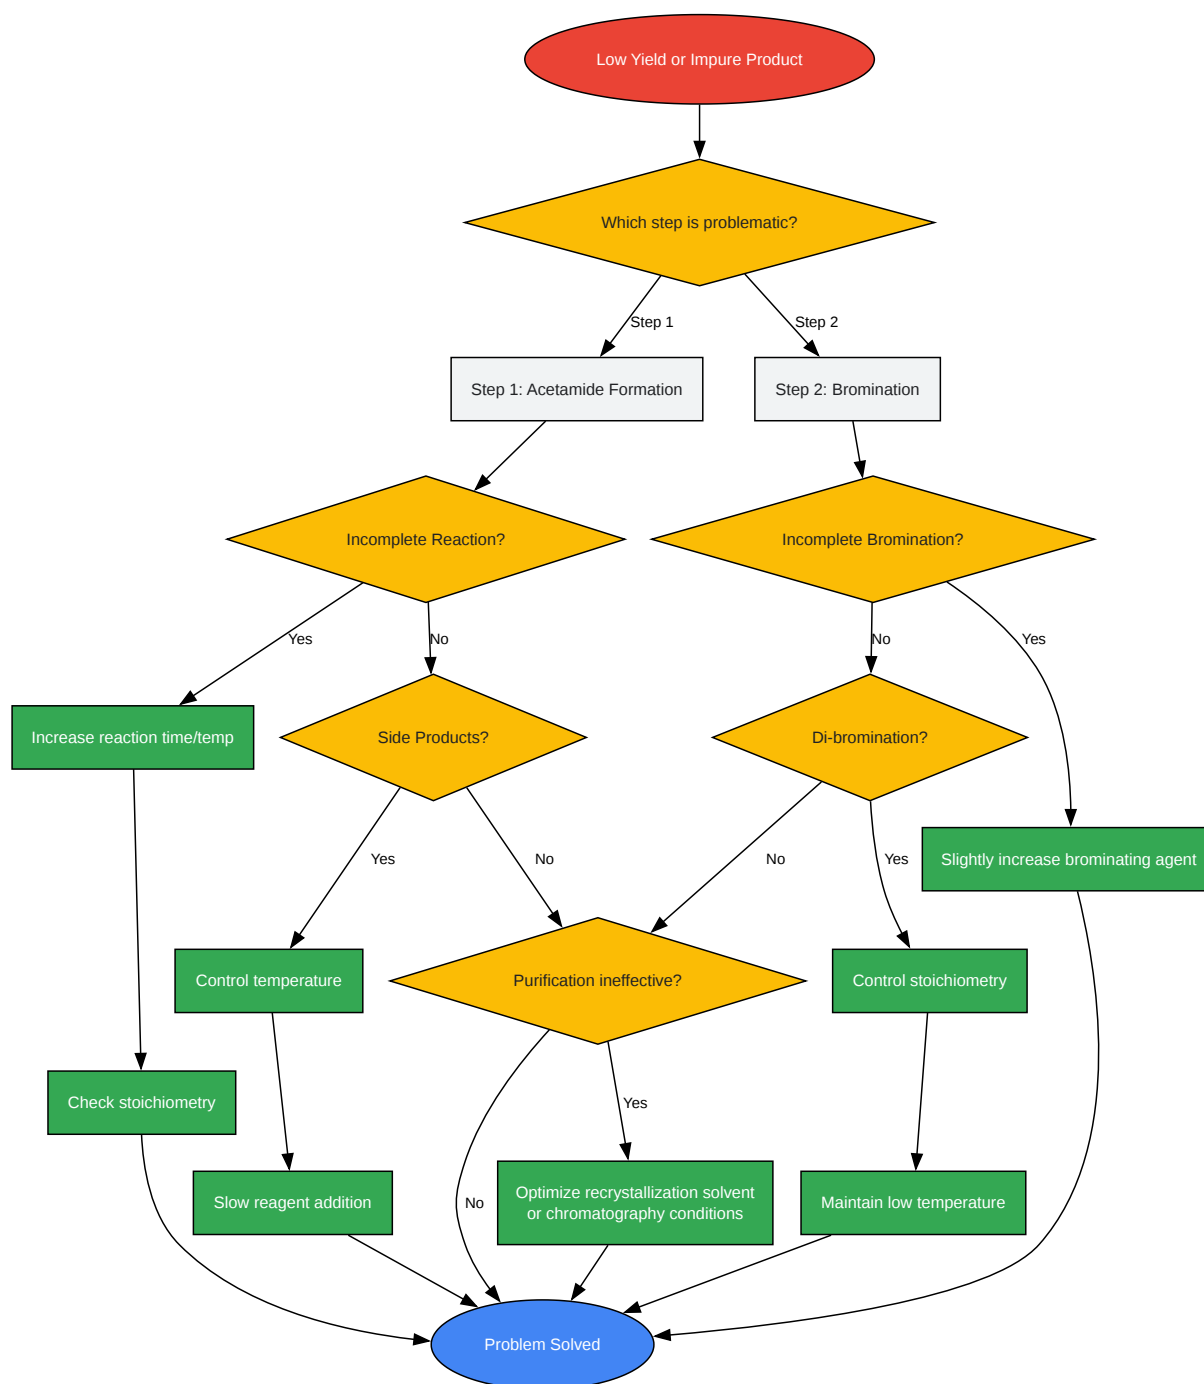 Low Yield or Impure Product
Which step is problematic?
Step 1
Step 2
Step 1: Acetamide Formation
Step 2: Bromination
Incomplete Reaction?
Incomplete Bromination?
Yes
No
No
Yes
Increase reaction time/temp
Side Products?
Di-bromination?
Yes
No
No
Yes
Slightly increase brominating agent
Control temperature
Purification ineffective?
Control stoichiometry
Check stoichiometry
Yes
Slow reagent addition
No
Optimize recrystallization solvent
or chromatography conditions
Maintain low temperature
Problem Solved